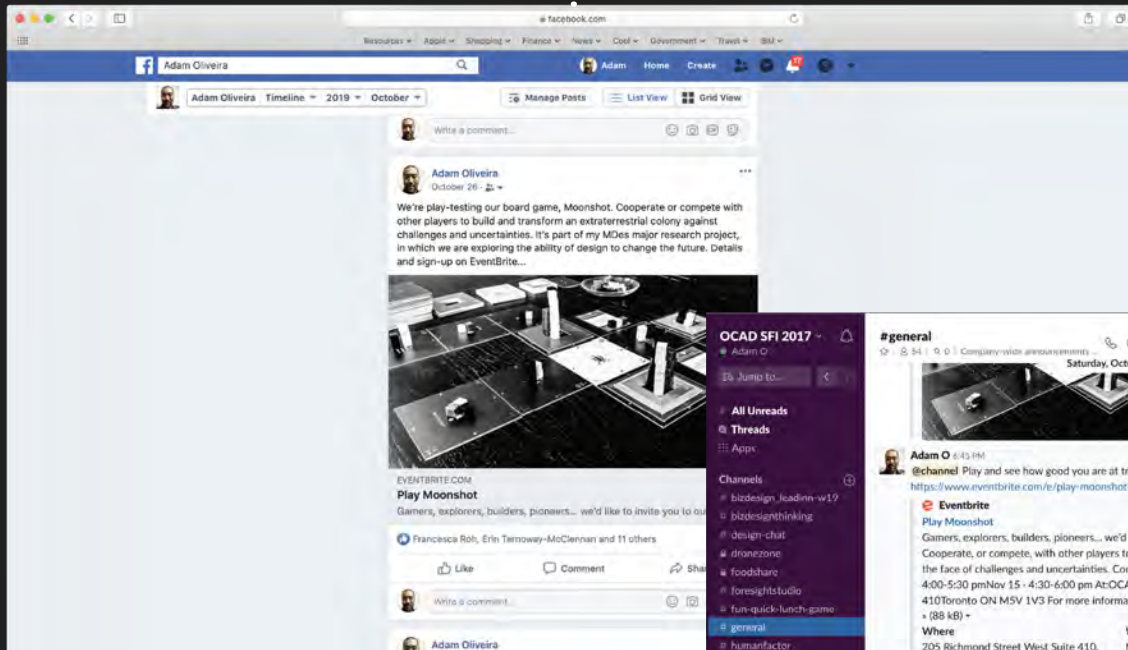 facebook.com
Resources Apple Shopping Finance News Cool Government Travel BM
Adam Oliveira
Adam Home Create
Adam Oliveira Timeline 2019 October
Manage Posts List View Grid View
Write a comment...
Adam Oliveira
October 26
We're play-testing our board game, Moonshot. Cooperate or compete with
other players to build and transform an extraterrestrial colony against
challenges and uncertainties. It's part of my MDes major research project,
in which we are exploring the ability of design to change the future. Details
and sign-up on EventBrite...
EVENTBRITE.COM
Play Moonshot
Gamers, explorers, builders, pioneers... we'd like to invite you to ou
Francesca Roh, Erin Ternoway-McClennan and 11 others
Like Comment Sha
Write a comment...
Adam Oliveira
OCAD SFI 2017
Adam O
Jump to...
All Unreads
Threads
Apps
Channels
# bizdesign_leadinn-w19
# bizdesignthinking
# design-chat
dronezone
foodshare
# foresightstudio
# fun-quick-lunch-game
# general
# humanfactor
#general
54 0 Company-wide announcements ...
Saturday, Oct
Adam O 6:45 PM
@channel Play and see how good you are at tr
https://www.eventbrite.com/e/play-moonshot
Eventbrite
Play Moonshot
Gamers, explorers, builders, pioneers... we'd
Cooperate, or compete, with other players to
the face of challenges and uncertainties. Co
4:00-5:30 pmNov 15 - 4:30-6:00 pm At:OCA
410Toronto ON M5V 1V3 For more informa
(88 kB)
Where
205 Richmond Street West Suite 410,